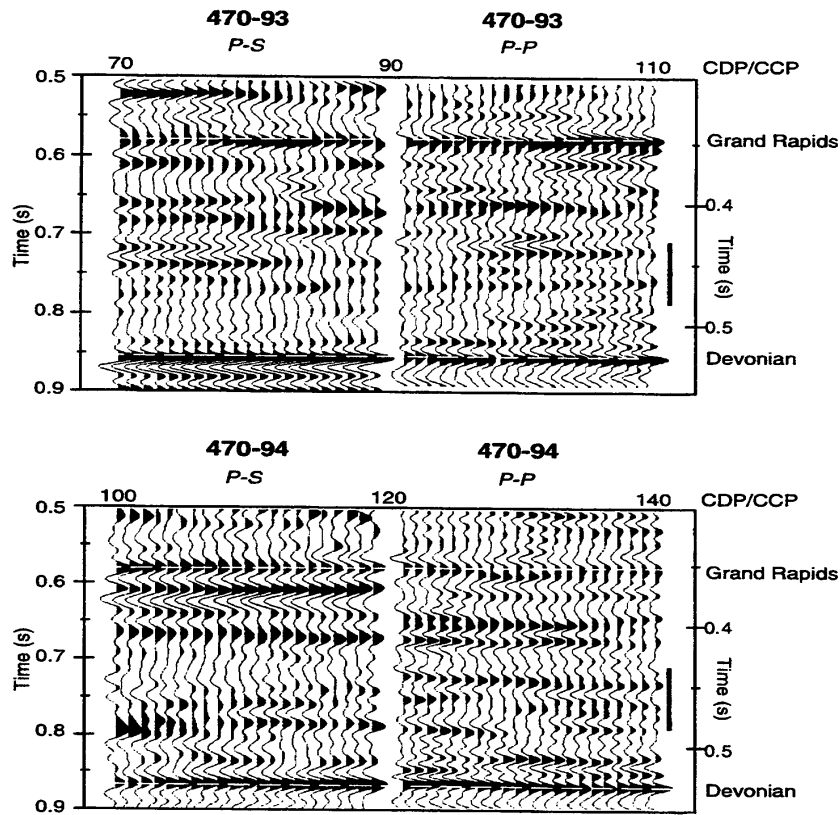 470-93 470-93
P-S P-P
70 90 110 CDP/CCP
0.5
Grand Rapids
0.6
0.4
0.7
Time (s) Time (s)
0.8
0.5
Devonian
0.9
470-94 470-94
P-S P-P
100 120 140 CDP/CCP
0.5
Grand Rapids
0.6
0.4
0.7
Time (s) Time (s)
0.8
0.5
Devonian
0.9